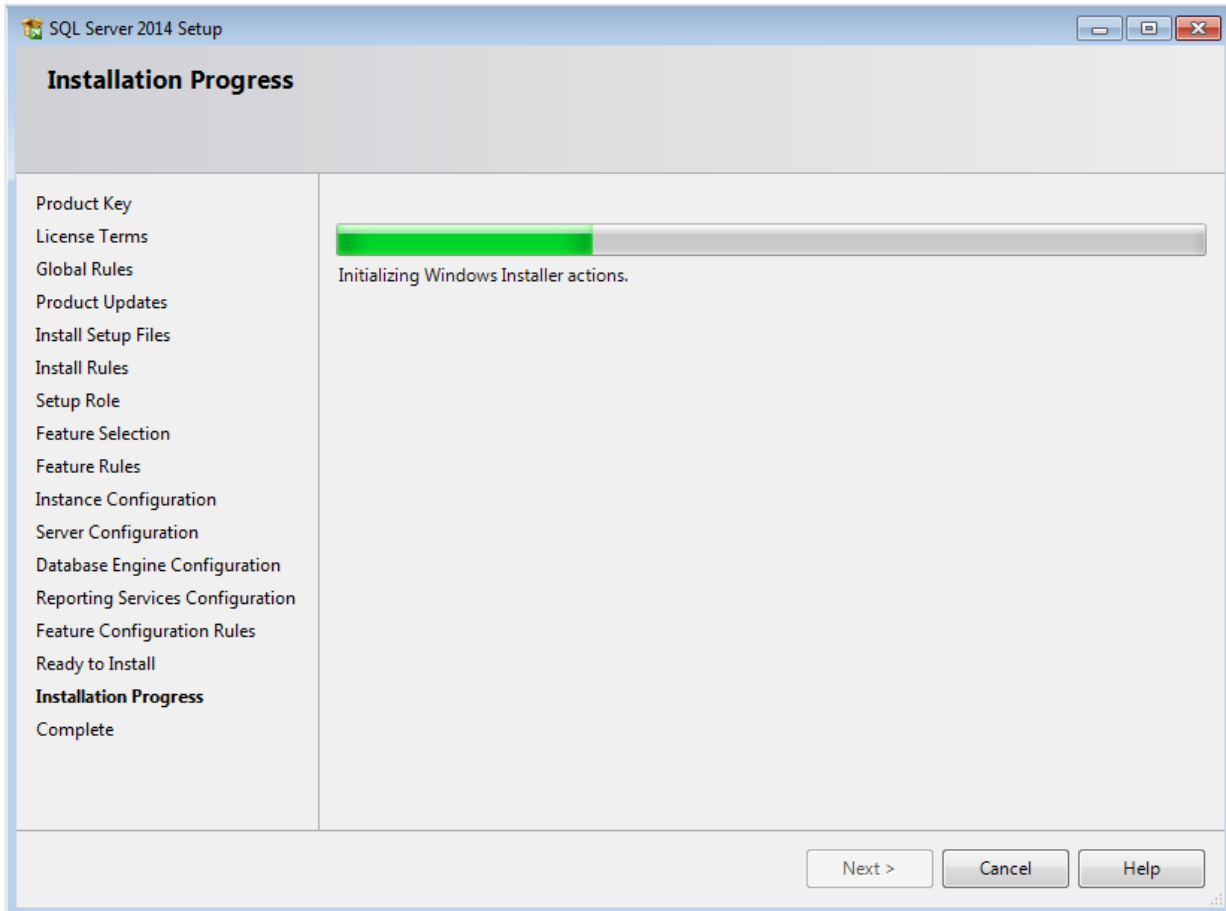 SQL Server 2014 Setup
Installation Progress
Product Key
License Terms
Global Rules
Product Updates
Install Setup Files
Install Rules
Setup Role
Feature Selection
Feature Rules
Instance Configuration
Server Configuration
Database Engine Configuration
Reporting Services Configuration
Feature Configuration Rules
Ready to Install
Installation Progress
Complete
Initializing Windows Installer actions.
Next >
Cancel
Help